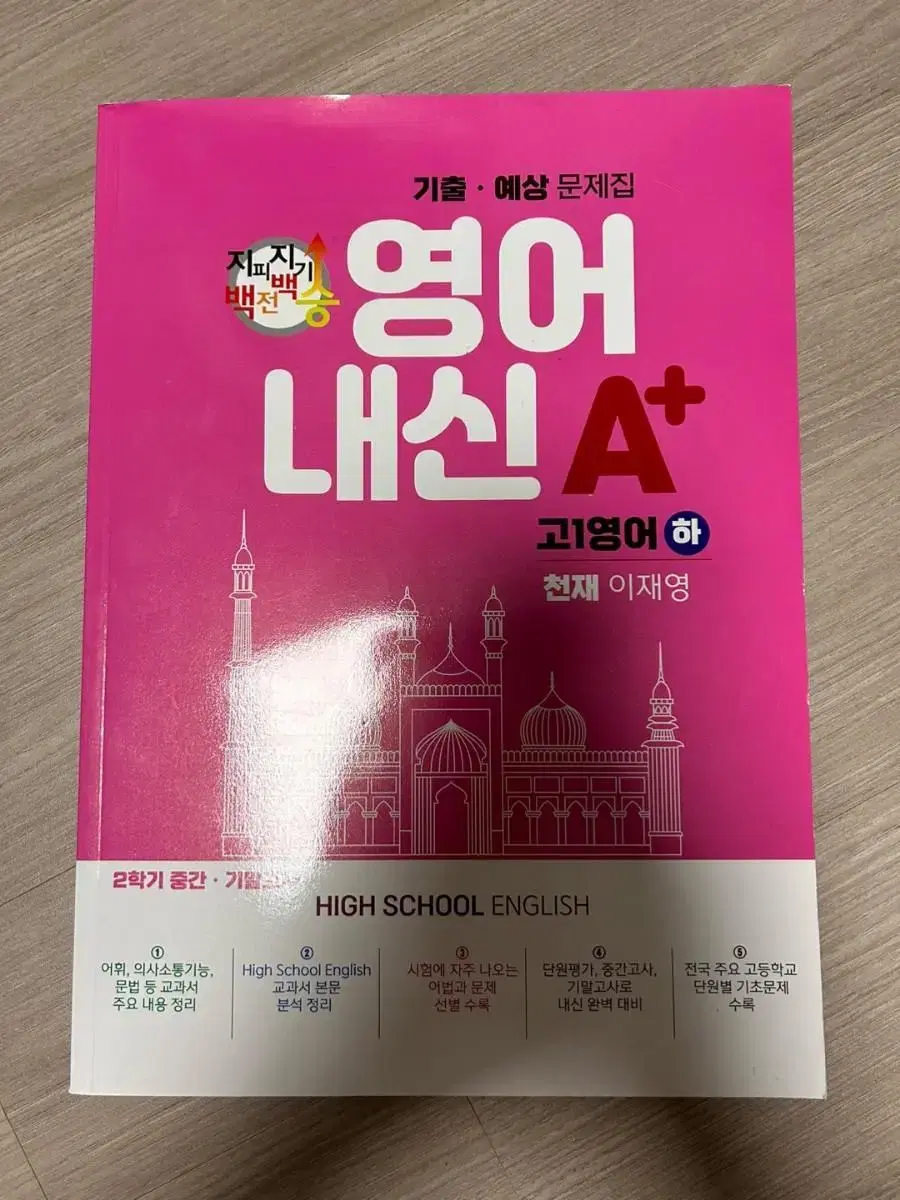 기출 · 예상 문제집
지피지기
백전백승
영어
내신 A+
고1영어 하
천재 이재영
2학기 중간 · 기말
HIGH SCHOOL ENGLISH
①
어휘, 의사소통기능,
문법 등 교과서
주요 내용 정리
②
High School English
교과서 본문
분석 정리
③
시험에 자주 나오는
어법과 문제
선별 수록
④
단원평가, 중간고사,
기말고사로
내신 완벽 대비
⑤
전국 주요 고등학교
단원별 기초문제
수록